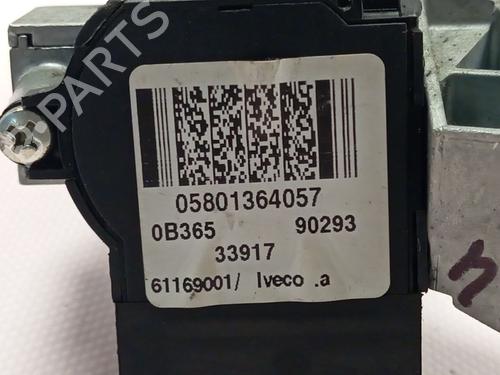 PARTS
05801364057
0B365 90293
33917
61169001/ Iveco .a